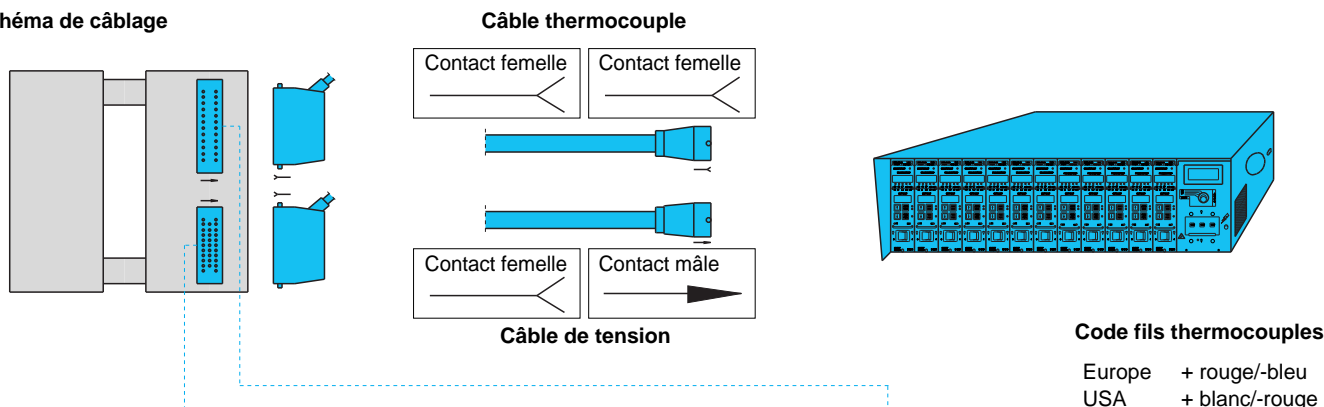 héma de câblage
Câble thermocouple
Contact femelle
Contact femelle
Contact femelle
Contact mâle
Câble de tension
Code fils thermocouples
Europe + rouge/-bleu
USA + blanc/-rouge